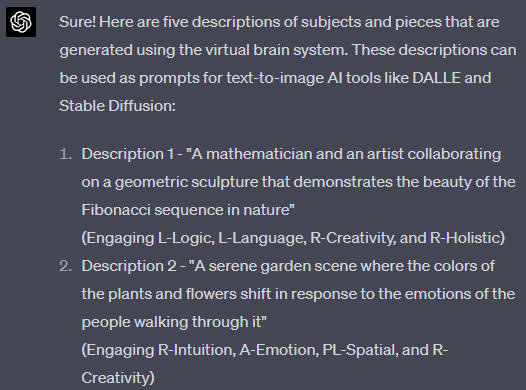 Sure! Here are five descriptions of subjects and pieces that are
generated using the virtual brain system. These descriptions can
be used as prompts for text-to-image AI tools like DALLE and
Stable Diffusion:
1. Description 1 - "A mathematician and an artist collaborating
on a geometric sculpture that demonstrates the beauty of the
Fibonacci sequence in nature"
(Engaging L-Logic, L-Language, R-Creativity, and R-Holistic)
2. Description 2 - "A serene garden scene where the colors of
the plants and flowers shift in response to the emotions of the
people walking through it"
(Engaging R-Intuition, A-Emotion, PL-Spatial, and R-
Creativity)